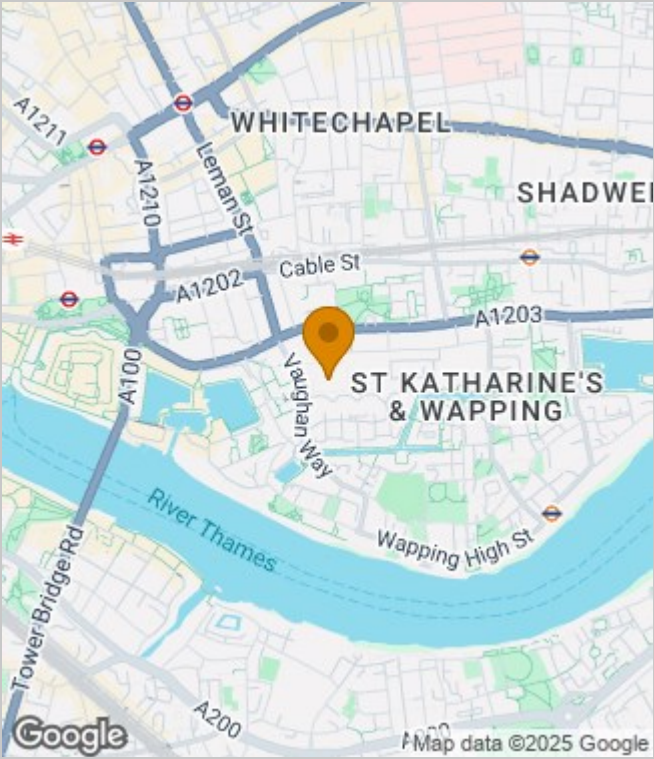 A1211
WHITECHAPEL
Leman St
A1210
SHADWE
Cable St
A1202
A1203
A100
Vaughan Way
ST KATHARINE'S
& WAPPING
River Thames
Wapping High St
Tower Bridge Rd
A200
Google
Map data ©2025 Google